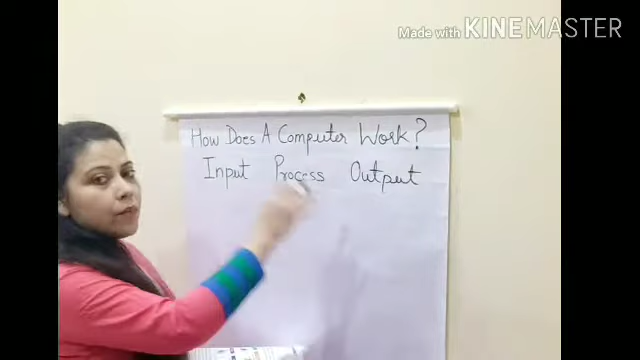 Made with KINEMASTER
How Does A Computer Work?
Input Process Output